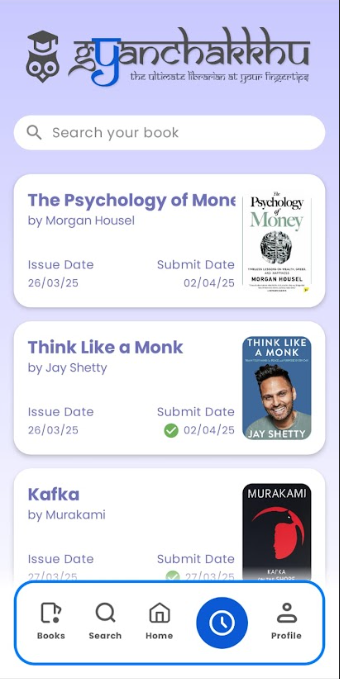 gyanchakkhu
the ultimate librarian at your fingertips
Search your book
The Psychology of Mone
by Morgan Housel
Issue Date
Submit Date
26/03/25
02/04/25
The
Psychology
of Money
MORGAN HOUSEL
Think Like a Monk
by Jay Shetty
Issue Date
Submit Date
26/03/25
02/04/25
THINK LIKE
A MONK
JAY SHETTY
Kafka
by Murakami
Issue Date
Submit Date
27/03/25
27/03/25
MURAKAMI
KAFKA
ON THE SHORE
Books
Search
Home
Profile